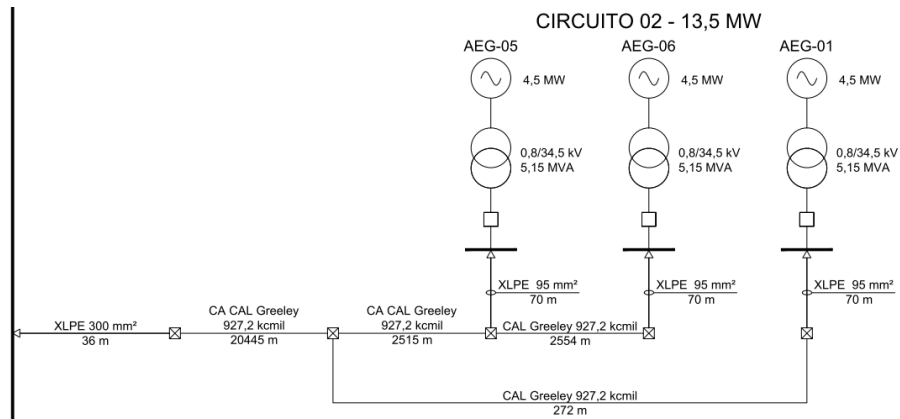 CIRCUITO 02 - 13,5 MW
AEG-05
AEG-06
AEG-01
4,5 MW
4,5 MW
4,5 MW
0,8/34,5 kV
5,15 MVA
0,8/34,5 kV
5,15 MVA
0,8/34,5 kV
5,15 MVA
XLPE 95 mm²
70 m
XLPE 95 mm²
70 m
XLPE 95 mm²
70 m
XLPE 300 mm²
36 m
CA CAL Greeley
927,2 kcmil
20445 m
CA CAL Greeley
927,2 kcmil
2515 m
CAL Greeley 927,2 kcmil
2554 m
CAL Greeley 927,2 kcmil
272 m